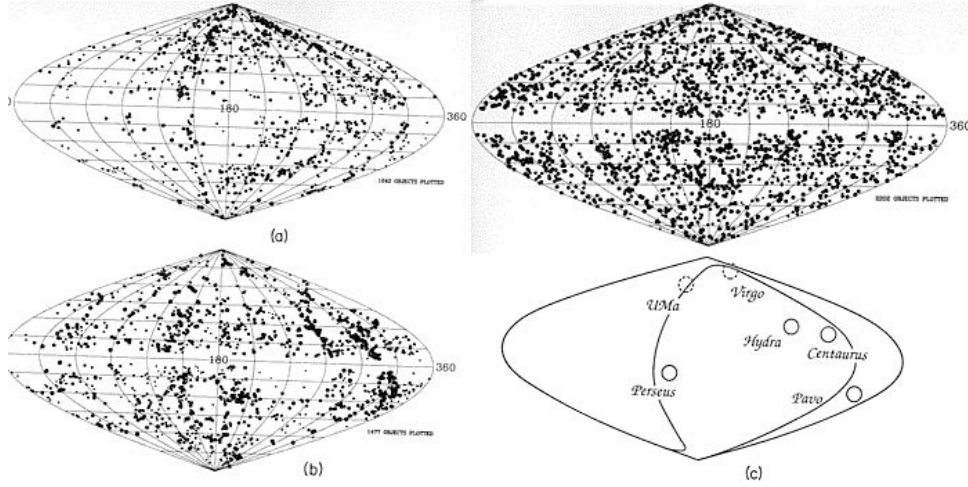 180
360
OBJECTS PLOTTED
(a)
180
360
OBJECTS PLOTTED
180
360
1477 OBJECTS PLOTTED
(b)
UMa
Virgo
Hydra
Centaurus
Perseus
Pavo
(c)